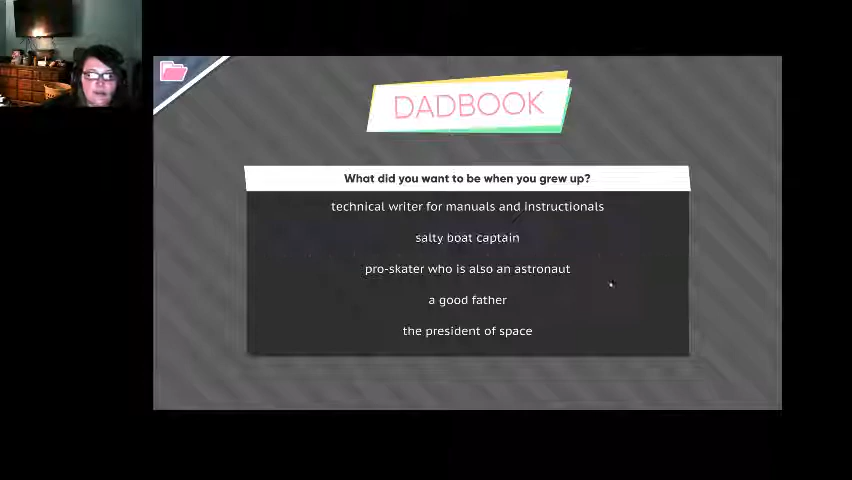 DADBOOK
What did you want to be when you grew up?
technical writer for manuals and instructionals
salty boat captain
pro-skater who is also an astronaut
a good father
the president of space